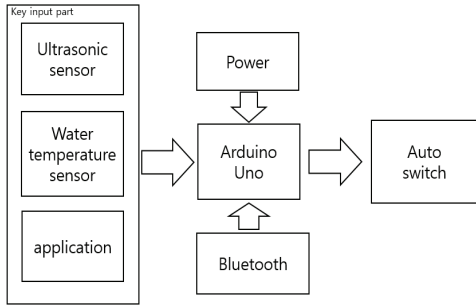 Key input part
Ultrasonic
sensor
Water
temperature
sensor
application
Power
Arduino
Uno
Bluetooth
Auto
switch